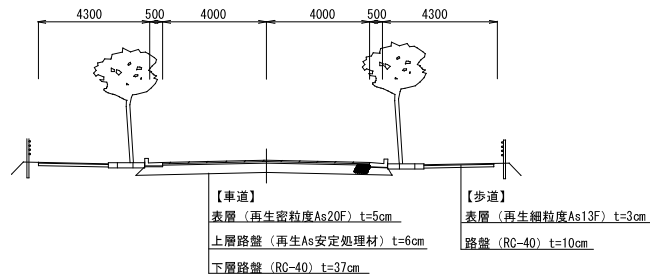 4300 500 4000 4000 500 4300
【車道】
表層（再生密粒度As20F）t=5cm
上層路盤（再生As安定処理材）t=6cm
下層路盤（RC-40）t=37cm
【歩道】
表層（再生細粒度As13F）t=3cm
路盤（RC-40）t=10cm